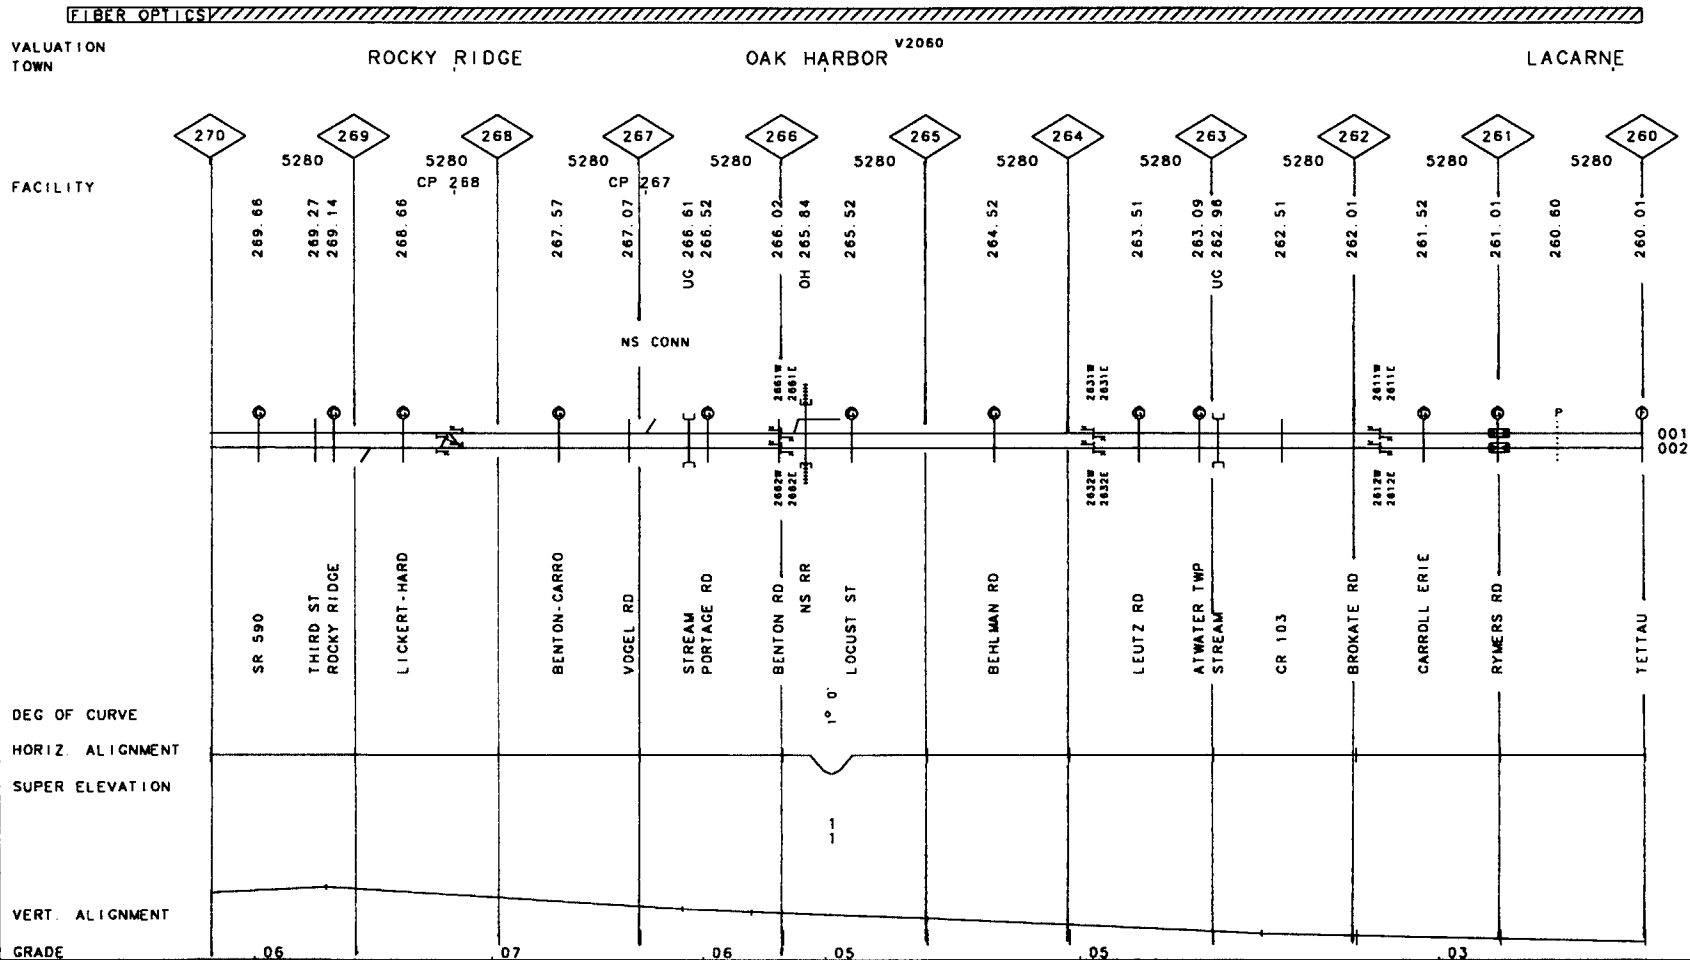 FIBER OPTICS
VALUATION
V2060
TOWN
ROCKY RIDGE
OAK HARBOR
LACARNE
270
269
268
267
266
265
264
263
262
261
260
5280
5280
5280
5280
5280
5280
5280
5280
5280
5280
FACILITY
CP 268
CP 267
269.66
269.27
269.14
268.66
267.57
267.07
UG 266.61
266.52
266.02
OH 265.84
265.52
264.52
263.51
263.09
UG 262.96
262.51
262.01
261.52
261.01
260.60
260.01
NS CONN
2661W
2661E
2631W
2631E
2611W
2611E
P
001
002
2662W
2662E
2632W
2632E
2612W
2612E
SR 590
THIRD ST
ROCKY RIDGE
LICKERT-HARD
BENTON-CARRO
VOGEL RD
STREAM
PORTAGE RD
BENTON RD
NS RR
LOCUST ST
BEHLMAN RD
LEUTZ RD
ATWATER TWP
STREAM
CR 103
BROKATE RD
CARROLL ERIE
RYMERS RD
TETTAU
DEG OF CURVE
1° 0'
HORIZ. ALIGNMENT
SUPER ELEVATION
VERT. ALIGNMENT
GRADE
.06
.07
.06
.05
.05
.03